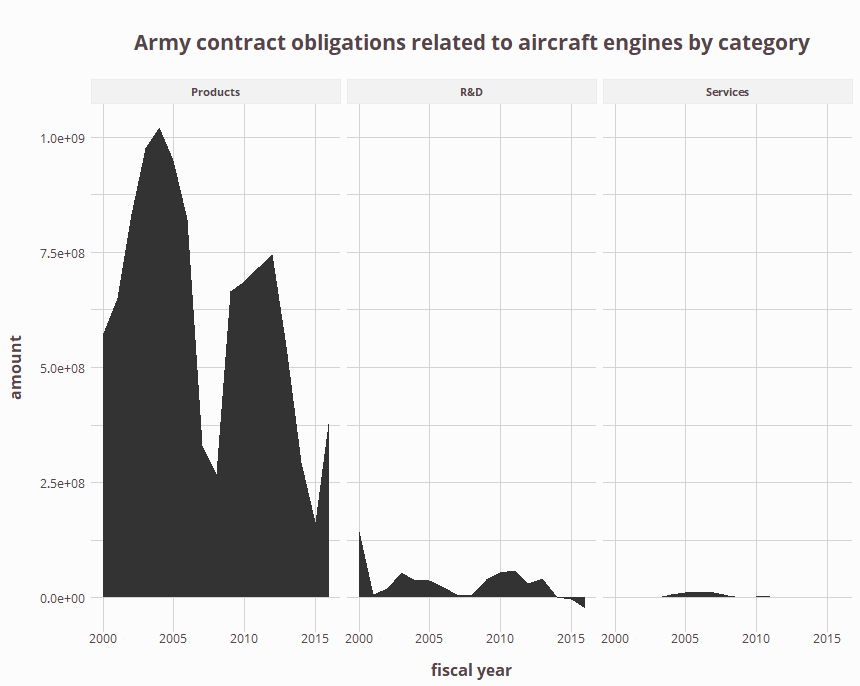 Army contract obligations related to aircraft engines by category
Products R&D Services
1.0e+09
7.5e+08
5.0e+08
2.5e+08
0.0e+00
amount
2000 2005 2010 2015 2000 2005 2010 2015 2000 2005 2010 2015
fiscal year